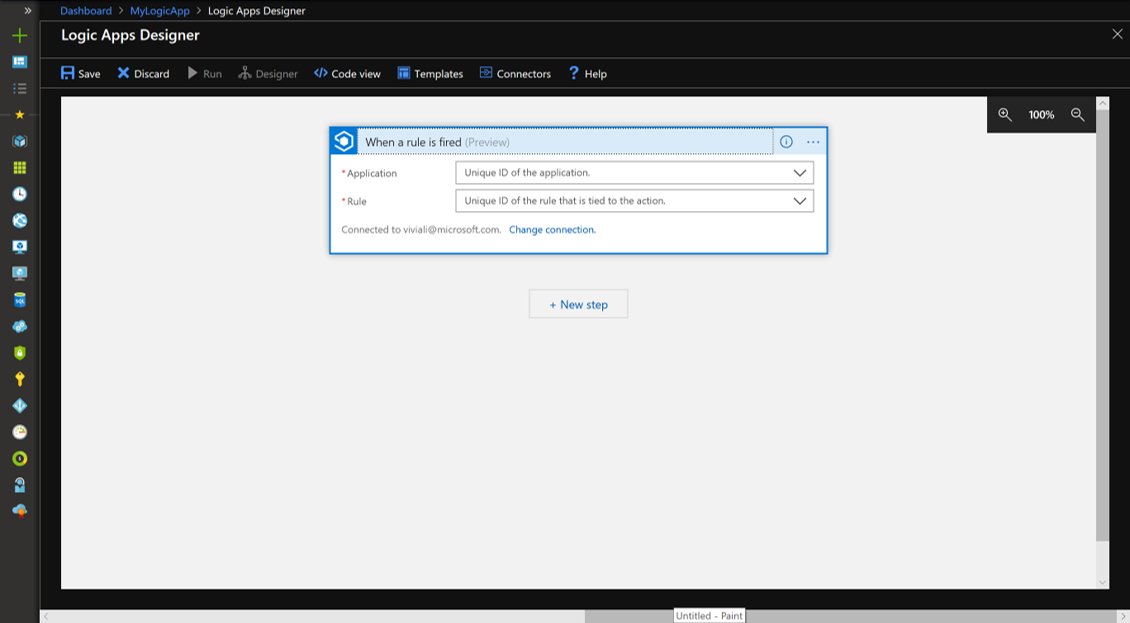 Dashboard > MyLogicApp > Logic Apps Designer
Logic Apps Designer
Save Discard Run Designer </> Code view Templates Connectors ? Help
100%
When a rule is fired (Preview)
* Application Unique ID of the application.
* Rule Unique ID of the rule that is tied to the action.
Connected to viviali@microsoft.com. Change connection.
+ New step
Untitled - Paint